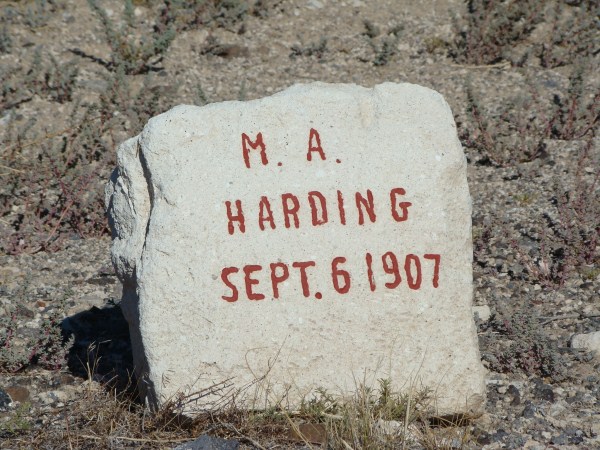 M. A.
HARDING
SEPT. 6 1907